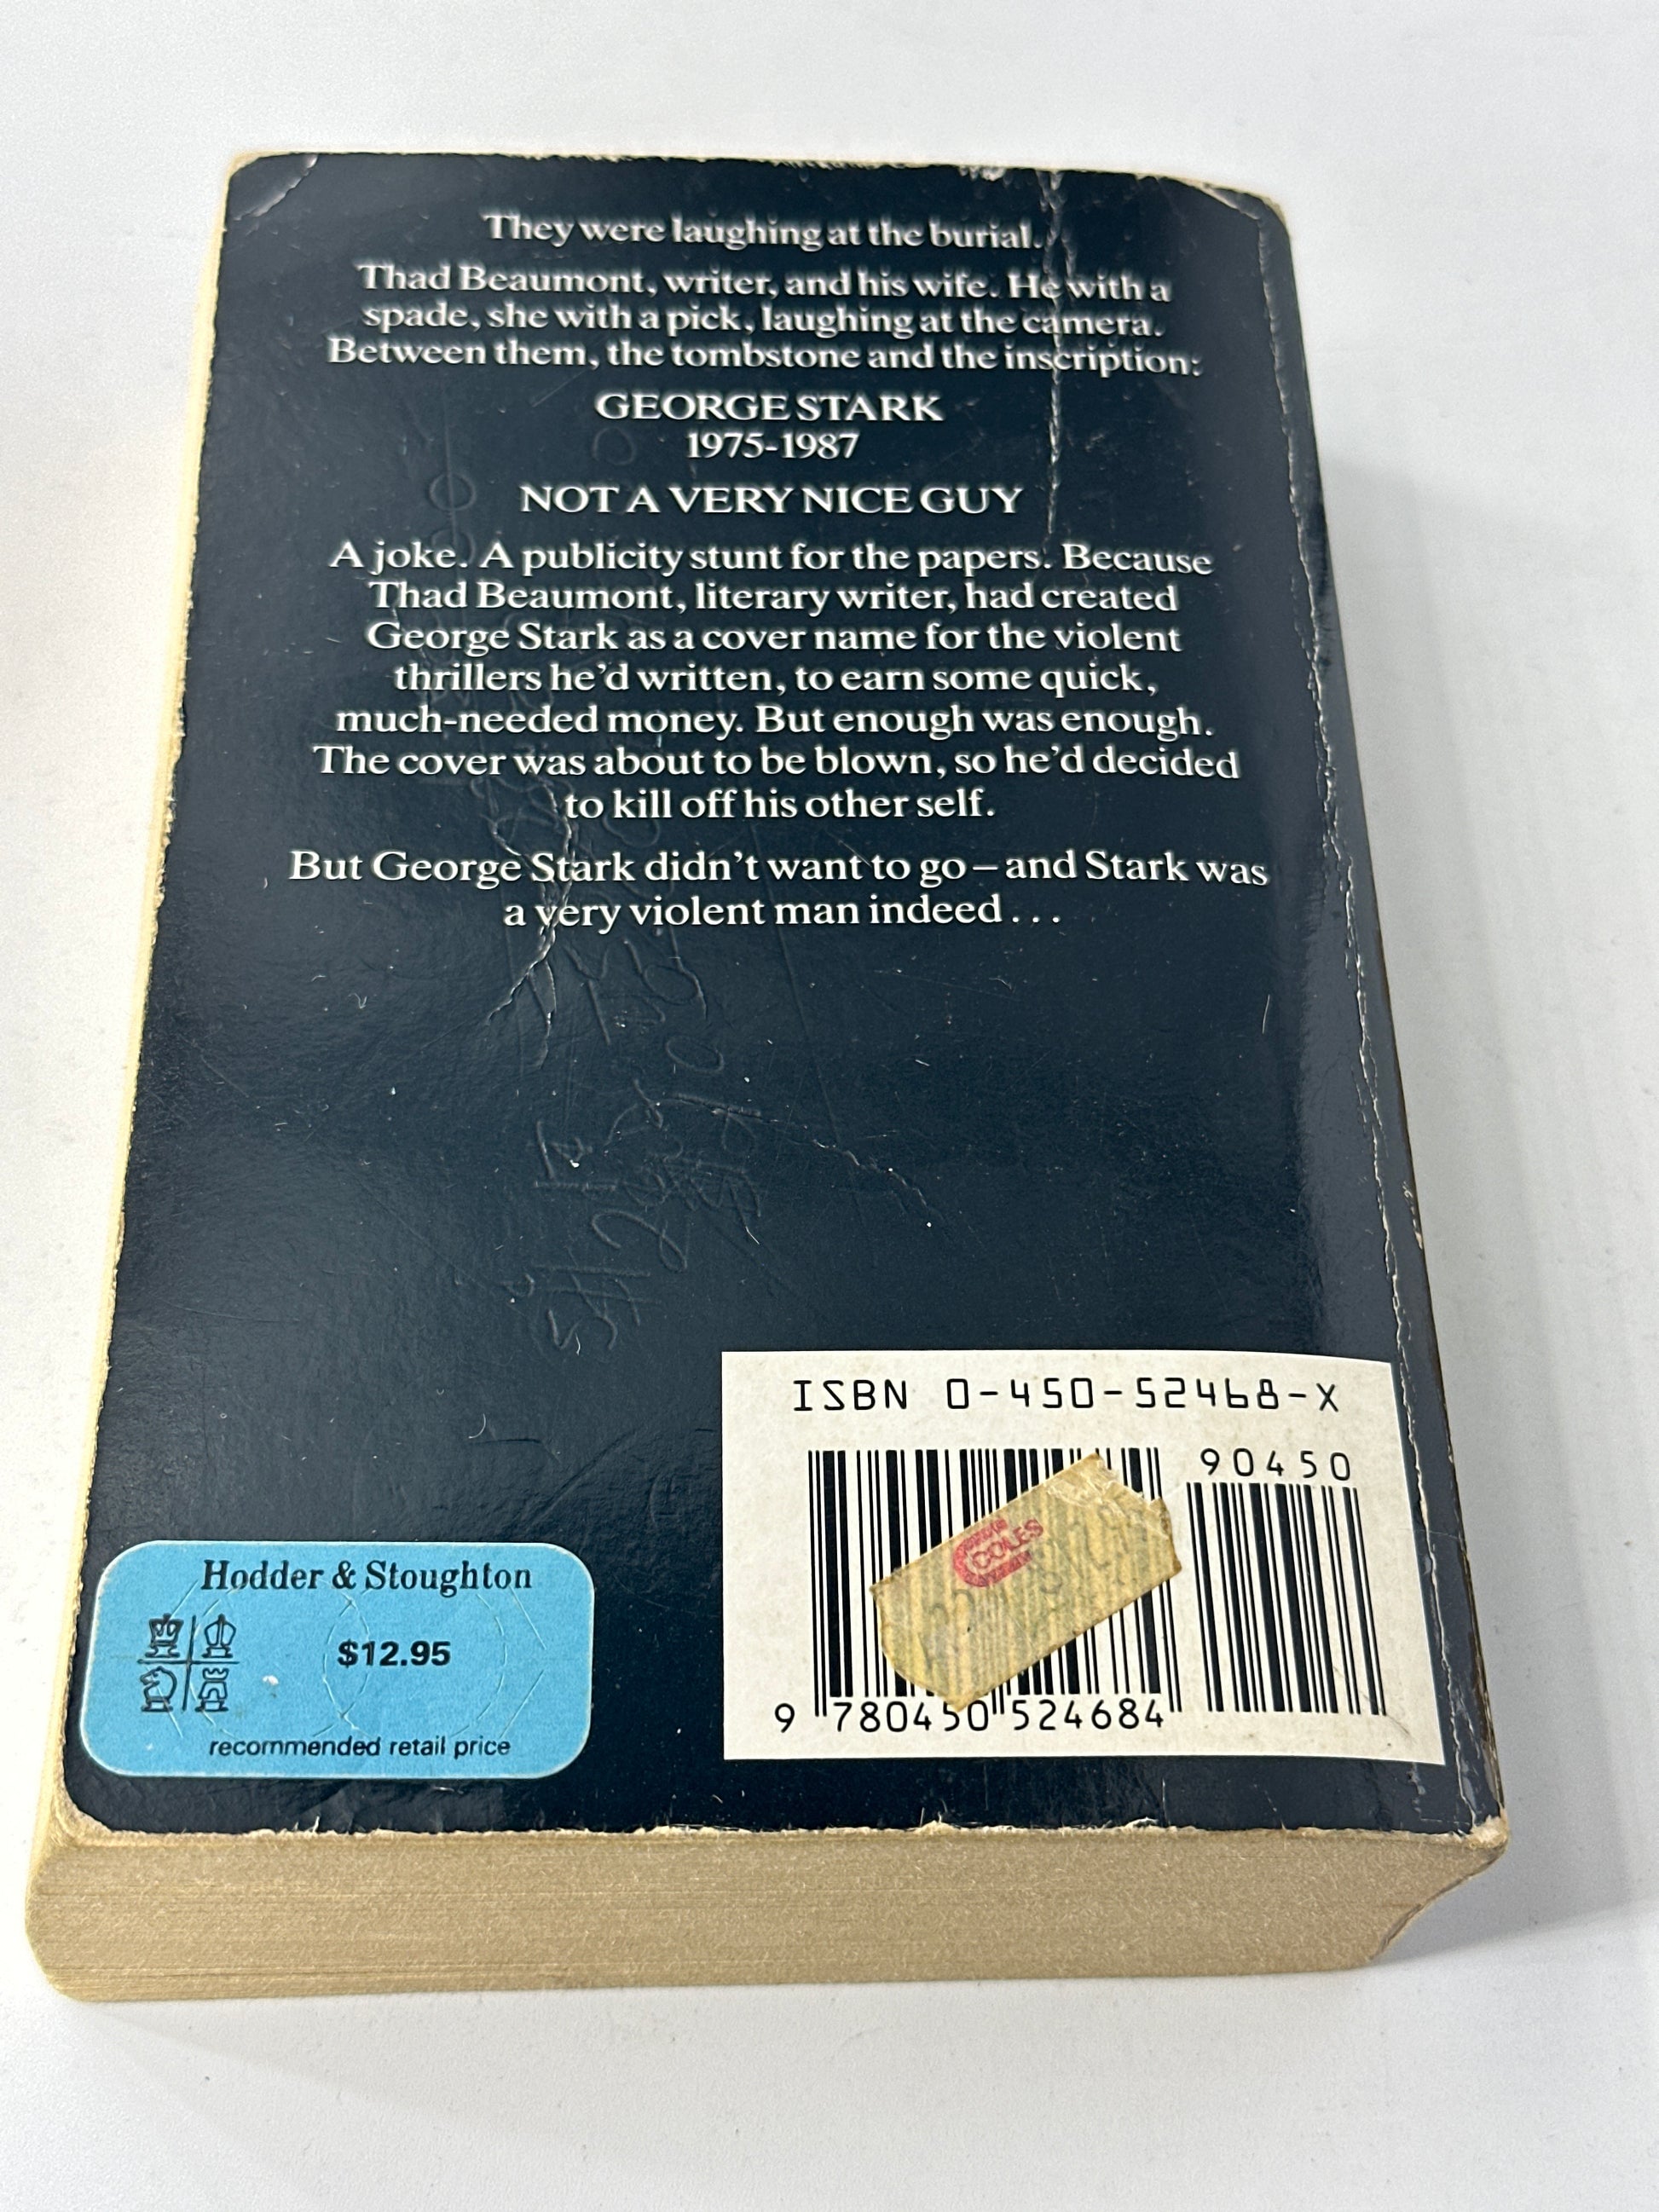 They were laughing at the burial.
Thad Beaumont, writer, and his wife. He with a
spade, she with a pick, laughing at the camera.
Between them, the tombstone and the inscription:
GEORGE STARK
1975-1987
NOT A VERY NICE GUY
A joke. A publicity stunt for the papers. Because
Thad Beaumont, literary writer, had created
George Stark as a cover name for the violent
thrillers he’d written, to earn some quick,
much-needed money. But enough was enough.
The cover was about to be blown, so he’d decided
to kill off his other self.
But George Stark didn’t want to go – and Stark was
a very violent man indeed . . .
ISBN 0-450-52468-X
90450
COLES
9 780450 524684
Hodder & Stoughton
$12.95
recommended retail price